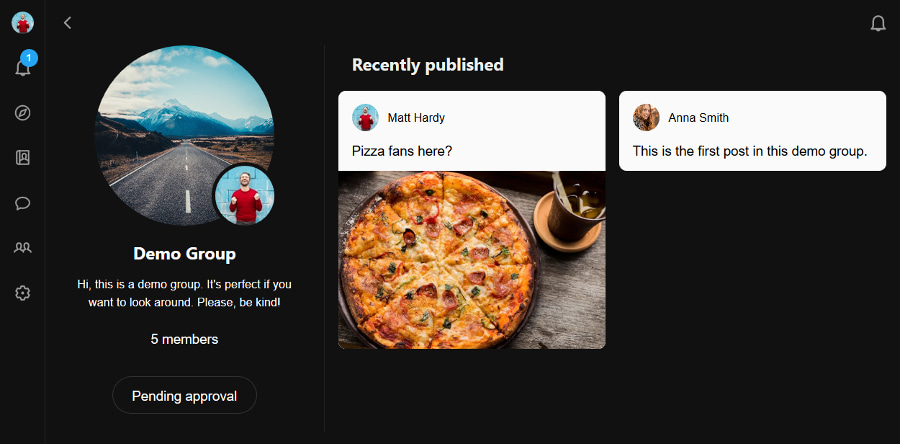 1
Demo Group
Hi, this is a demo group. It's perfect if you
want to look around. Please, be kind!
5 members
Pending approval
Recently published
Matt Hardy
Pizza fans here?
Anna Smith
This is the first post in this demo group.